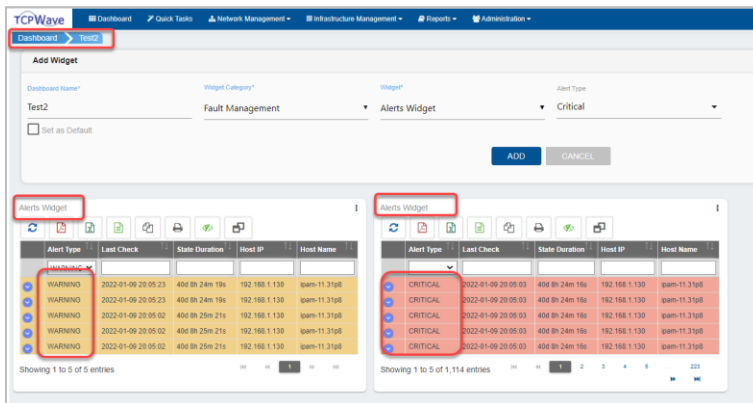 TCPWave Dashboard Quick Tasks Network Management Infrastructure Management Reports Administration
Dashboard Test2
Add Widget
Dashboard Name* Widget Category* Widget* Alert Type
Test2 Fault Management Alerts Widget Critical
Set as Default
ADD CANCEL
Alerts Widget
Alert Type Last Check State Duration Host IP Host Name
WARNING
WARNING 2022-01-09 20:05:23 40d 8h 24m 19s 192.168.1.130 ipam-11.31p8
WARNING 2022-01-09 20:05:23 40d 8h 24m 19s 192.168.1.130 ipam-11.31p8
WARNING 2022-01-09 20:05:02 40d 8h 25m 21s 192.168.1.130 ipam-11.31p8
WARNING 2022-01-09 20:05:02 40d 8h 25m 21s 192.168.1.130 ipam-11.31p8
WARNING 2022-01-09 20:05:02 40d 8h 25m 21s 192.168.1.130 ipam-11.31p8
Showing 1 to 5 of 5 entries 1
Alerts Widget
Alert Type Last Check State Duration Host IP Host Name
CRITICAL 2022-01-09 20:05:03 40d 8h 24m 16s 192.168.1.130 ipam-11.31p8
CRITICAL 2022-01-09 20:05:03 40d 8h 24m 16s 192.168.1.130 ipam-11.31p8
CRITICAL 2022-01-09 20:05:03 40d 8h 24m 16s 192.168.1.130 ipam-11.31p8
CRITICAL 2022-01-09 20:05:03 40d 8h 24m 16s 192.168.1.130 ipam-11.31p8
CRITICAL 2022-01-09 20:05:03 40d 8h 24m 16s 192.168.1.130 ipam-11.31p8
Showing 1 to 5 of 1,114 entries 1 2 3 4 5 ... 223